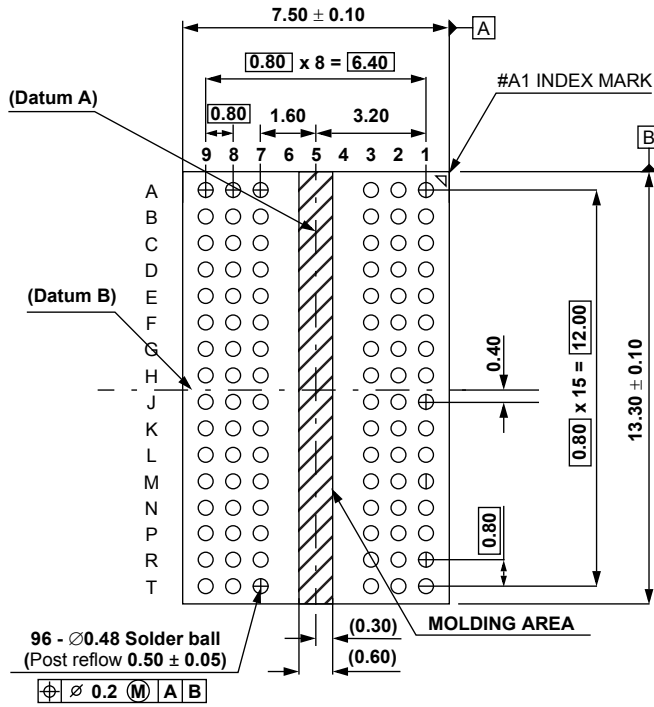 7.50 ± 0.10
A
0.80 x 8 = 6.40
#A1 INDEX MARK
(Datum A)
0.80 1.60 3.20
B
9 8 7 6 5 4 3 2 1
A
B
C
D
E
(Datum B)
F
G
H
J
K
L
M
N
P
R
T
0.40
0.80 x 15 = 12.00
13.30 ± 0.10
0.80
(0.30)
MOLDING AREA
(0.60)
96 - ∅0.48 Solder ball
(Post reflow 0.50 ± 0.05)
⌖ ⌀ 0.2 Ⓜ A B